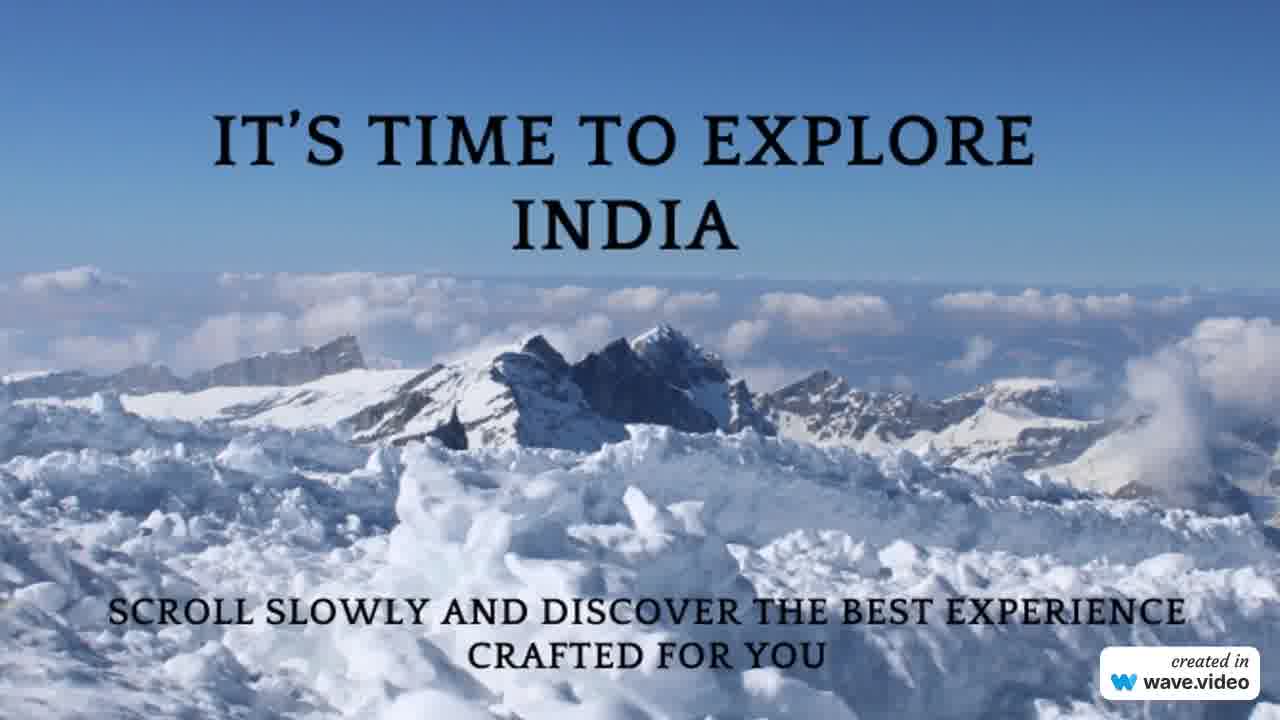 IT’S TIME TO EXPLORE
INDIA
SCROLL SLOWLY AND DISCOVER THE BEST EXPERIENCE
CRAFTED FOR YOU
created in
wave.video